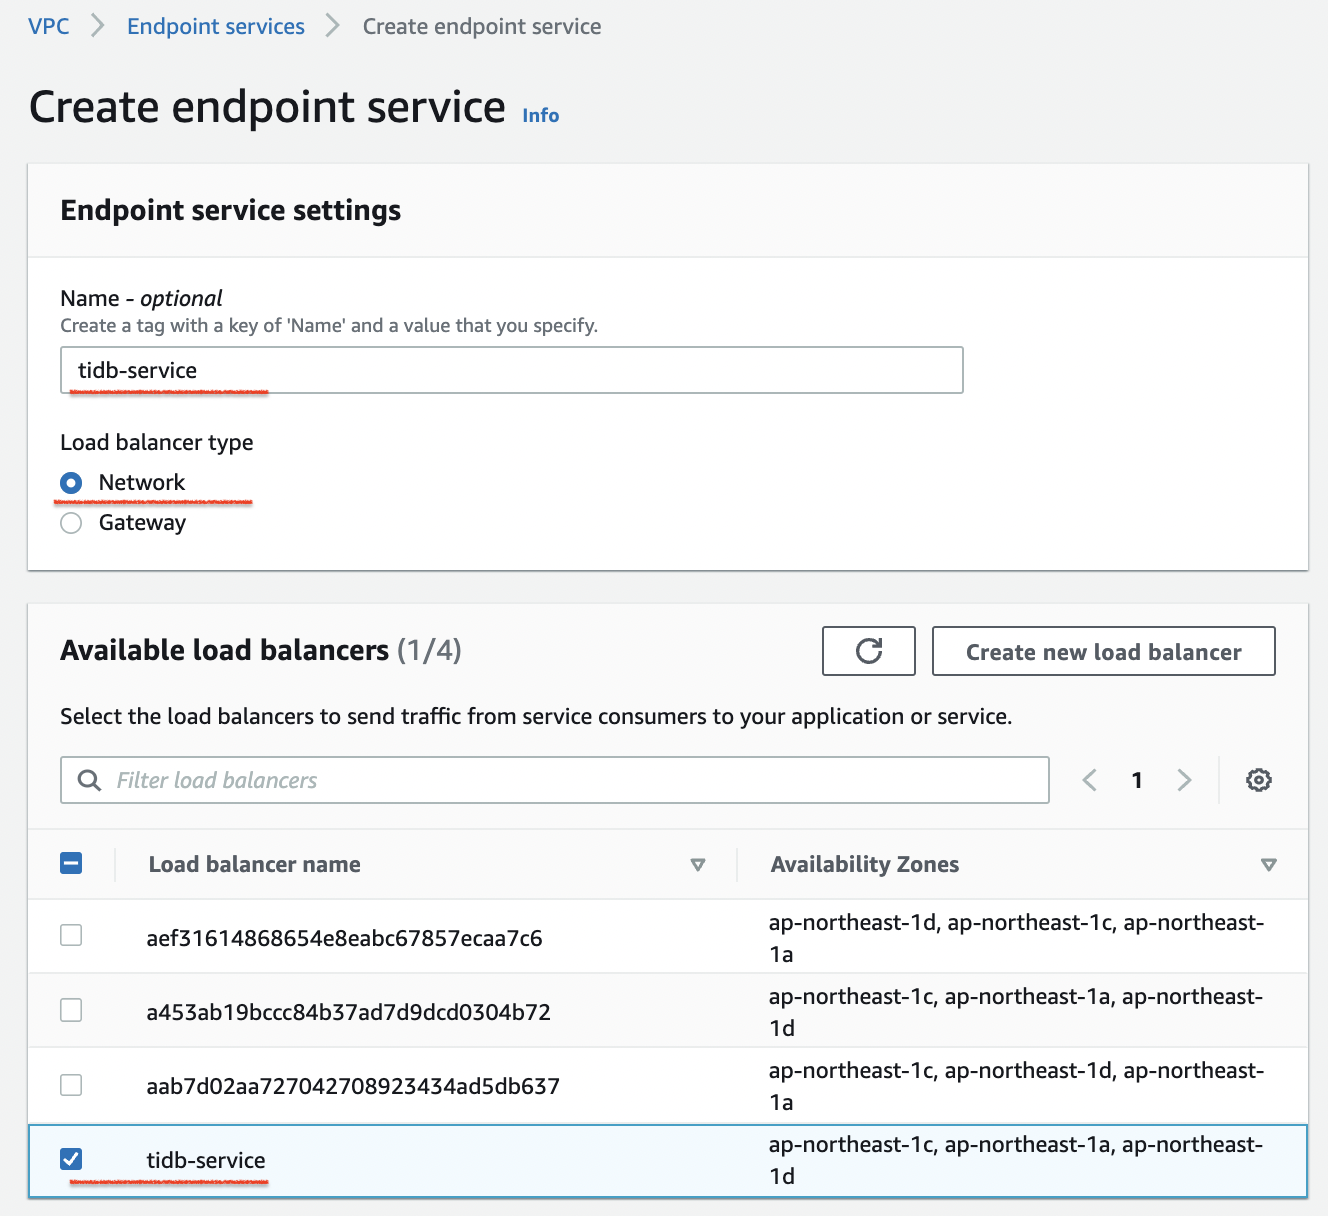 VPC > Endpoint services > Create endpoint service
Create endpoint service Info
Endpoint service settings
Name - optional
Create a tag with a key of 'Name' and a value that you specify.
tidb-service
Load balancer type
Network
Gateway
Available load balancers (1/4)
Create new load balancer
Select the load balancers to send traffic from service consumers to your application or service.
Filter load balancers
1
Load balancer name
Availability Zones
aef31614868654e8eabc67857ecaa7c6
ap-northeast-1d, ap-northeast-1c, ap-northeast-
1a
a453ab19bccc84b37ad7d9dcd0304b72
ap-northeast-1c, ap-northeast-1a, ap-northeast-
1d
aab7d02aa727042708923434ad5db637
ap-northeast-1c, ap-northeast-1d, ap-northeast-
1a
tidb-service
ap-northeast-1c, ap-northeast-1a, ap-northeast-
1d